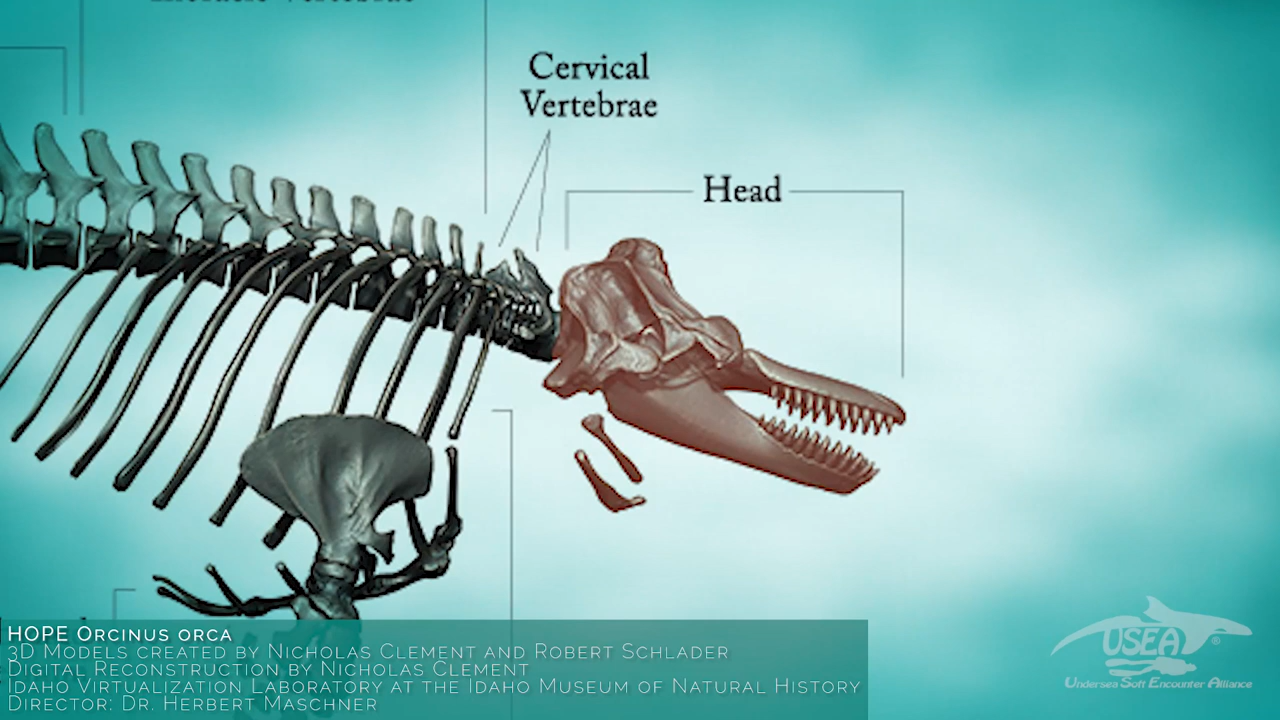 Thoracic Vertebrae
Cervical
Vertebrae
Head
HOPE Orcinus orca
3D Models created by Nicholas Clement and Robert Schlader
Digital Reconstruction by Nicholas Clement
Idaho Virtualization Laboratory at the Idaho Museum of Natural History
Director: Dr. Herbert Maschner
USEA®
Undersea Soft Encounter Alliance